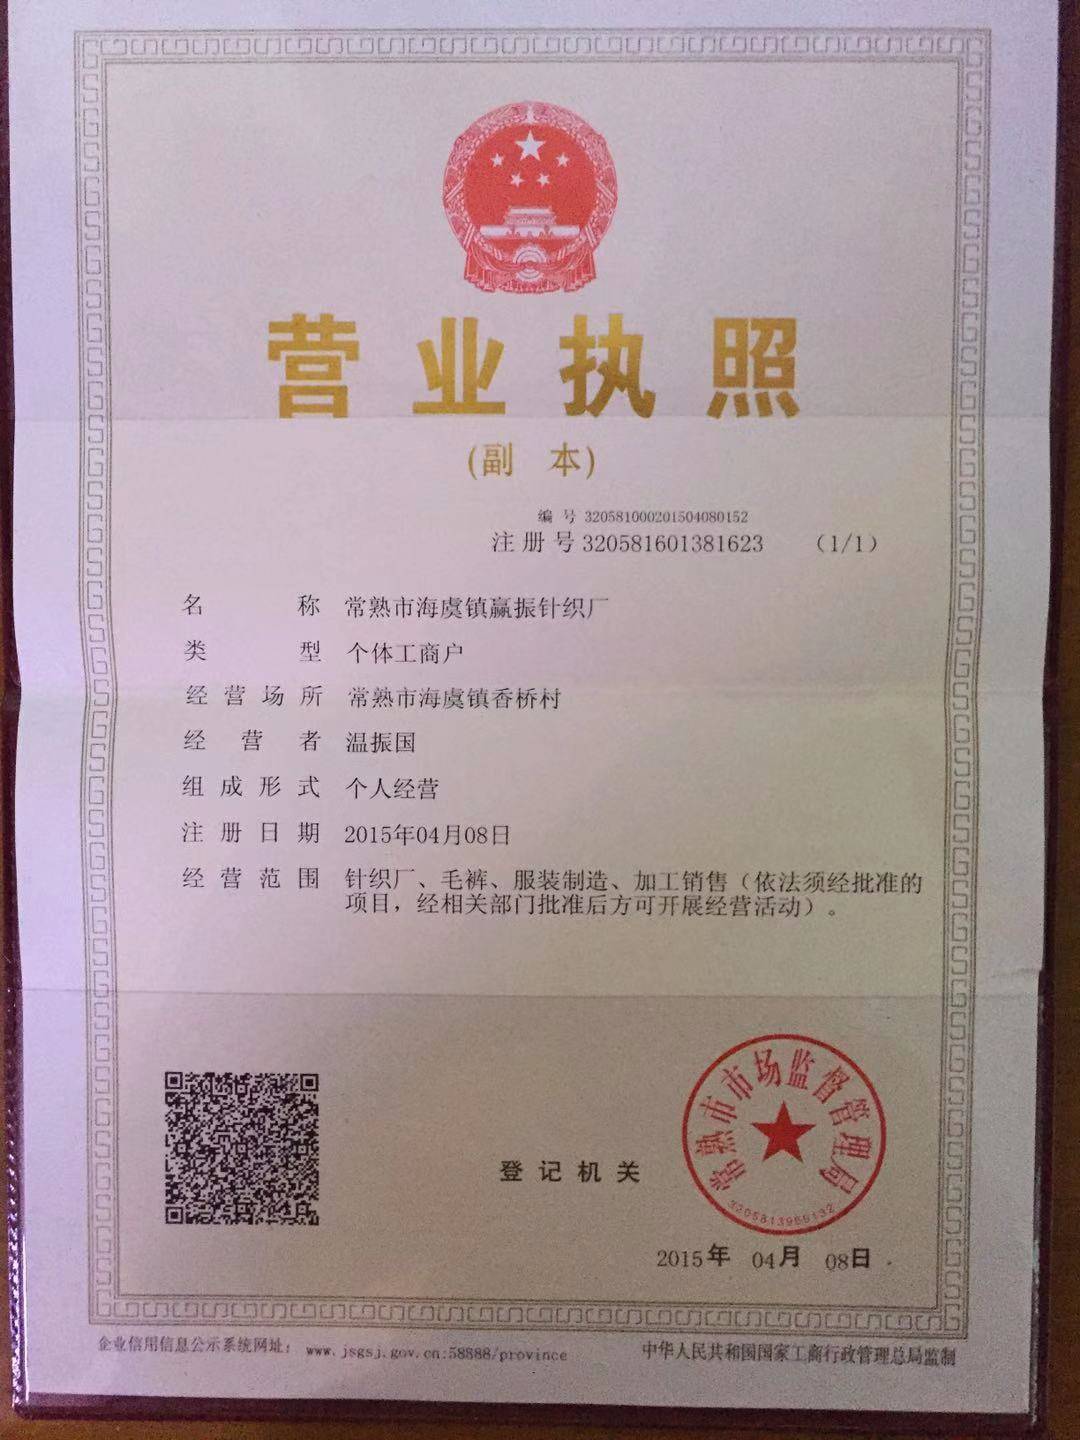 营业执照
(副 本)
编 号 320581000201504080152
注 册 号 320581601381623 （1/1）
名 称 常熟市海虞镇赢振针织厂
类 型 个体工商户
经 营 场 所 常熟市海虞镇香桥村
经 营 者 温振国
组 成 形 式 个人经营
注 册 日 期 2015年04月08日
经 营 范 围 针织厂、毛裤、服装制造、加工销售（依法须经批准的
项目，经相关部门批准后方可开展经营活动）。
常熟市市场监督管理局
登 记 机 关
2015年 04月 08日
企业信用信息公示系统网址： www.jsgsj.gov.cn:58888/province 中华人民共和国国家工商行政管理总局监制